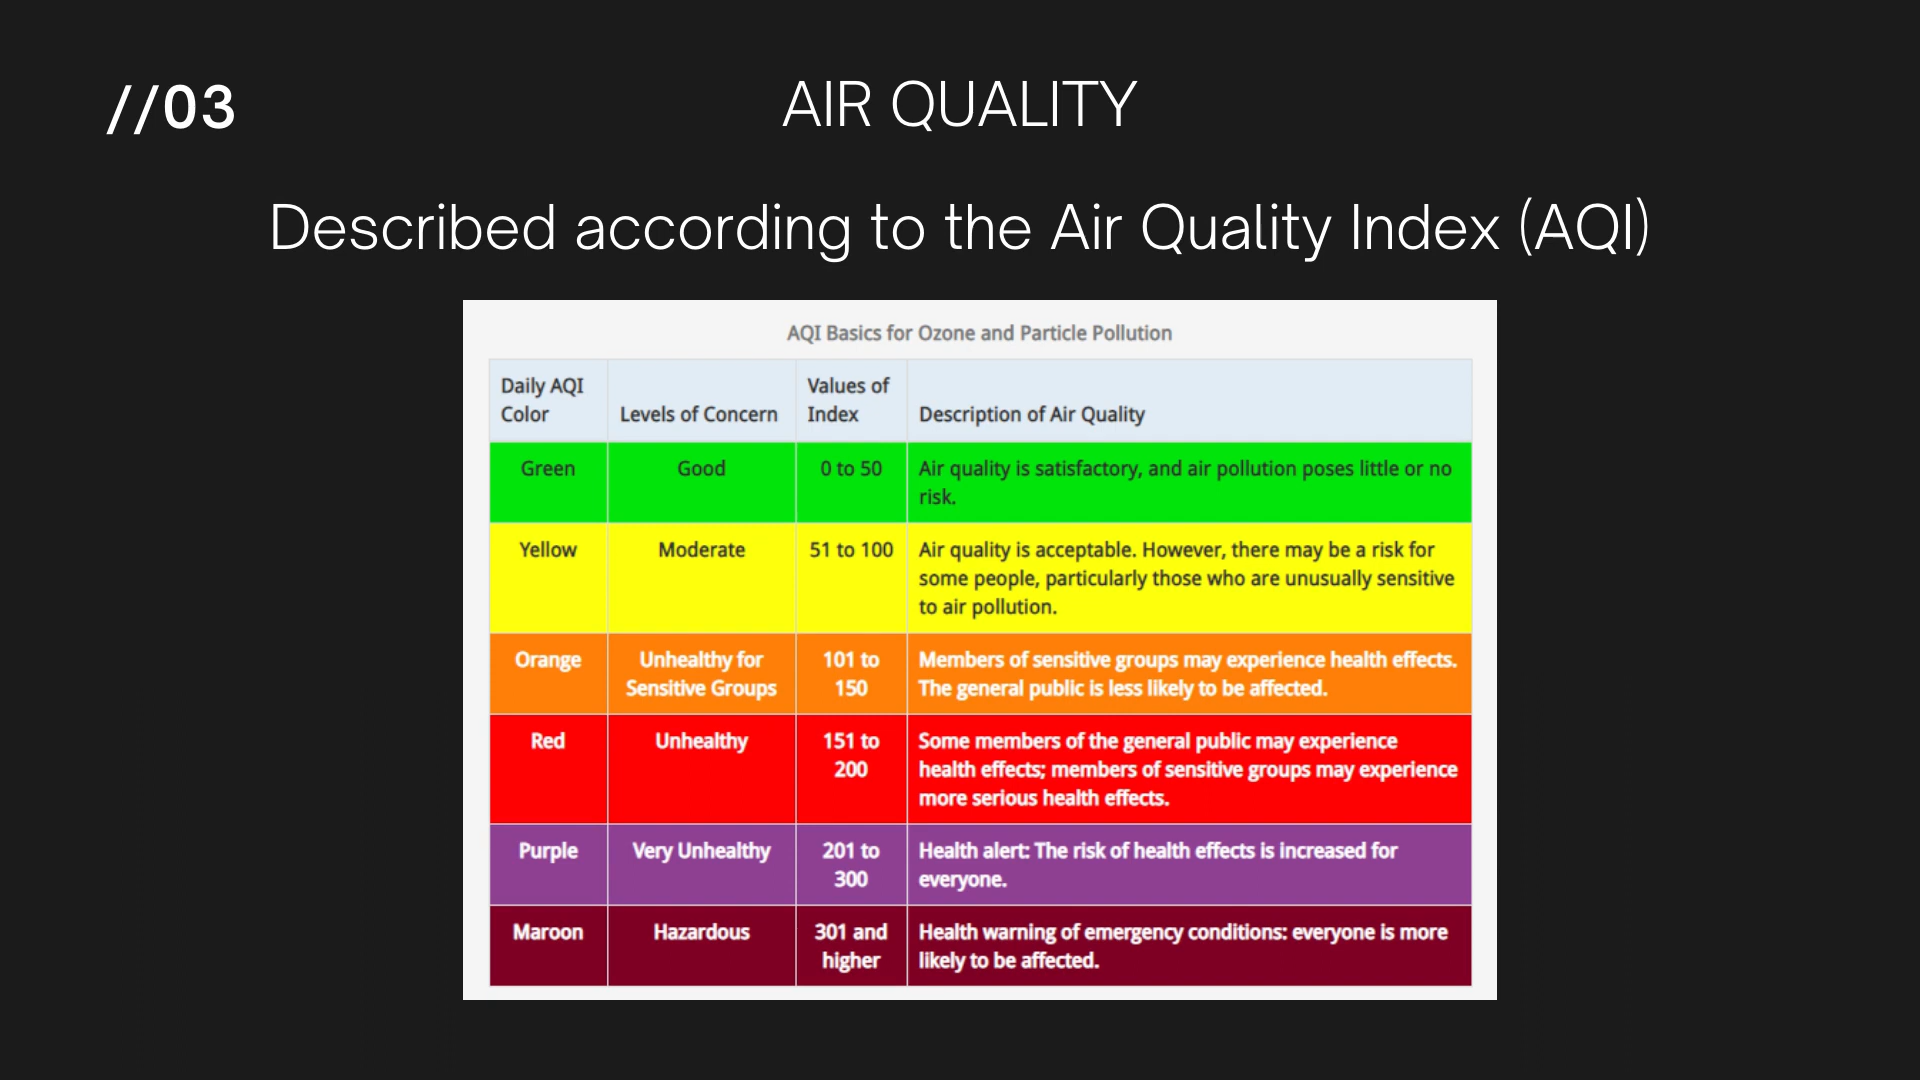 //03
AIR QUALITY
Described according to the Air Quality Index (AQI)
AQI Basics for Ozone and Particle Pollution
Daily AQI
Color
Levels of Concern
Values of
Index
Description of Air Quality
Green
Good
0 to 50
Air quality is satisfactory, and air pollution poses little or no
risk.
Yellow
Moderate
51 to 100
Air quality is acceptable. However, there may be a risk for
some people, particularly those who are unusually sensitive
to air pollution.
Orange
Unhealthy for
Sensitive Groups
101 to
150
Members of sensitive groups may experience health effects.
The general public is less likely to be affected.
Red
Unhealthy
151 to
200
Some members of the general public may experience
health effects; members of sensitive groups may experience
more serious health effects.
Purple
Very Unhealthy
201 to
300
Health alert: The risk of health effects is increased for
everyone.
Maroon
Hazardous
301 and
higher
Health warning of emergency conditions: everyone is more
likely to be affected.